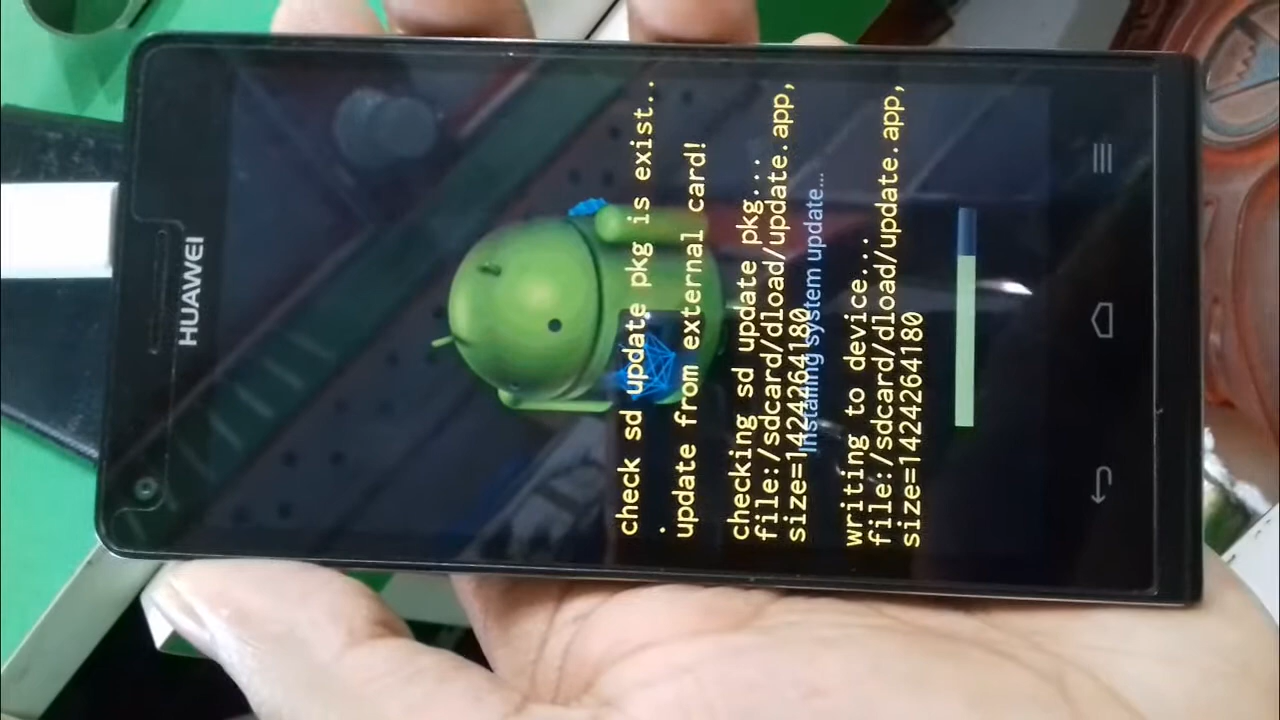 HUAWEI
check sd update pkg is exist..
.
update from external card!
checking sd update pkg...
file:/sdcard/dload/update.app,
size=1424264180
Installing system update...
writing to device...
file:/sdcard/dload/update.app,
size=1424264180